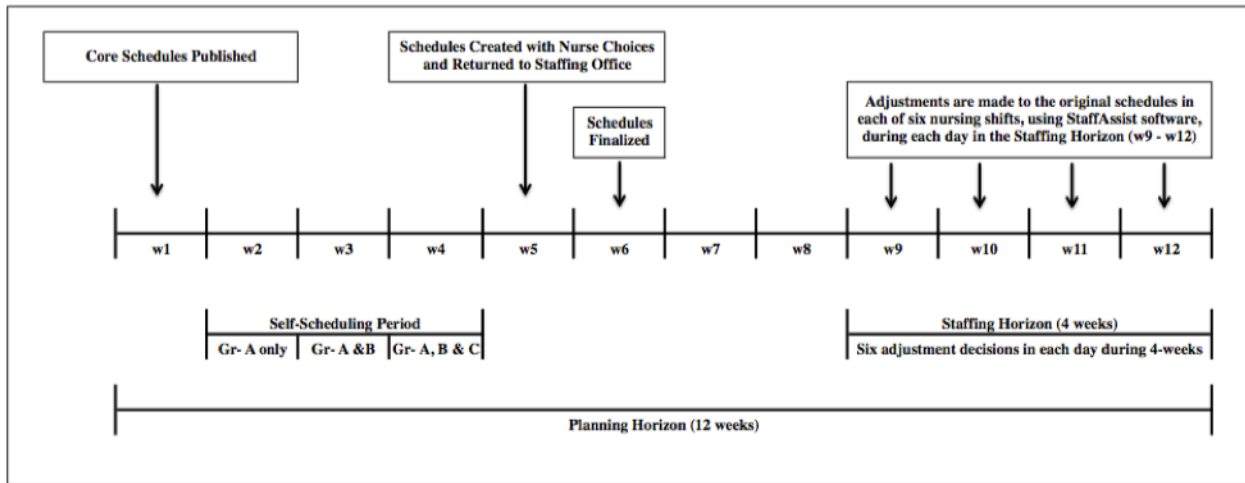 Core Schedules Published
Schedules Created with Nurse Choices
and Returned to Staffing Office
Schedules
Finalized
Adjustments are made to the original schedules in
each of six nursing shifts, using StaffAssist software,
during each day in the Staffing Horizon (w9 - w12)
w1 w2 w3 w4 w5 w6 w7 w8 w9 w10 w11 w12
Self-Scheduling Period
Gr- A only Gr- A &B Gr- A, B & C
Staffing Horizon (4 weeks)
Six adjustment decisions in each day during 4-weeks
Planning Horizon (12 weeks)